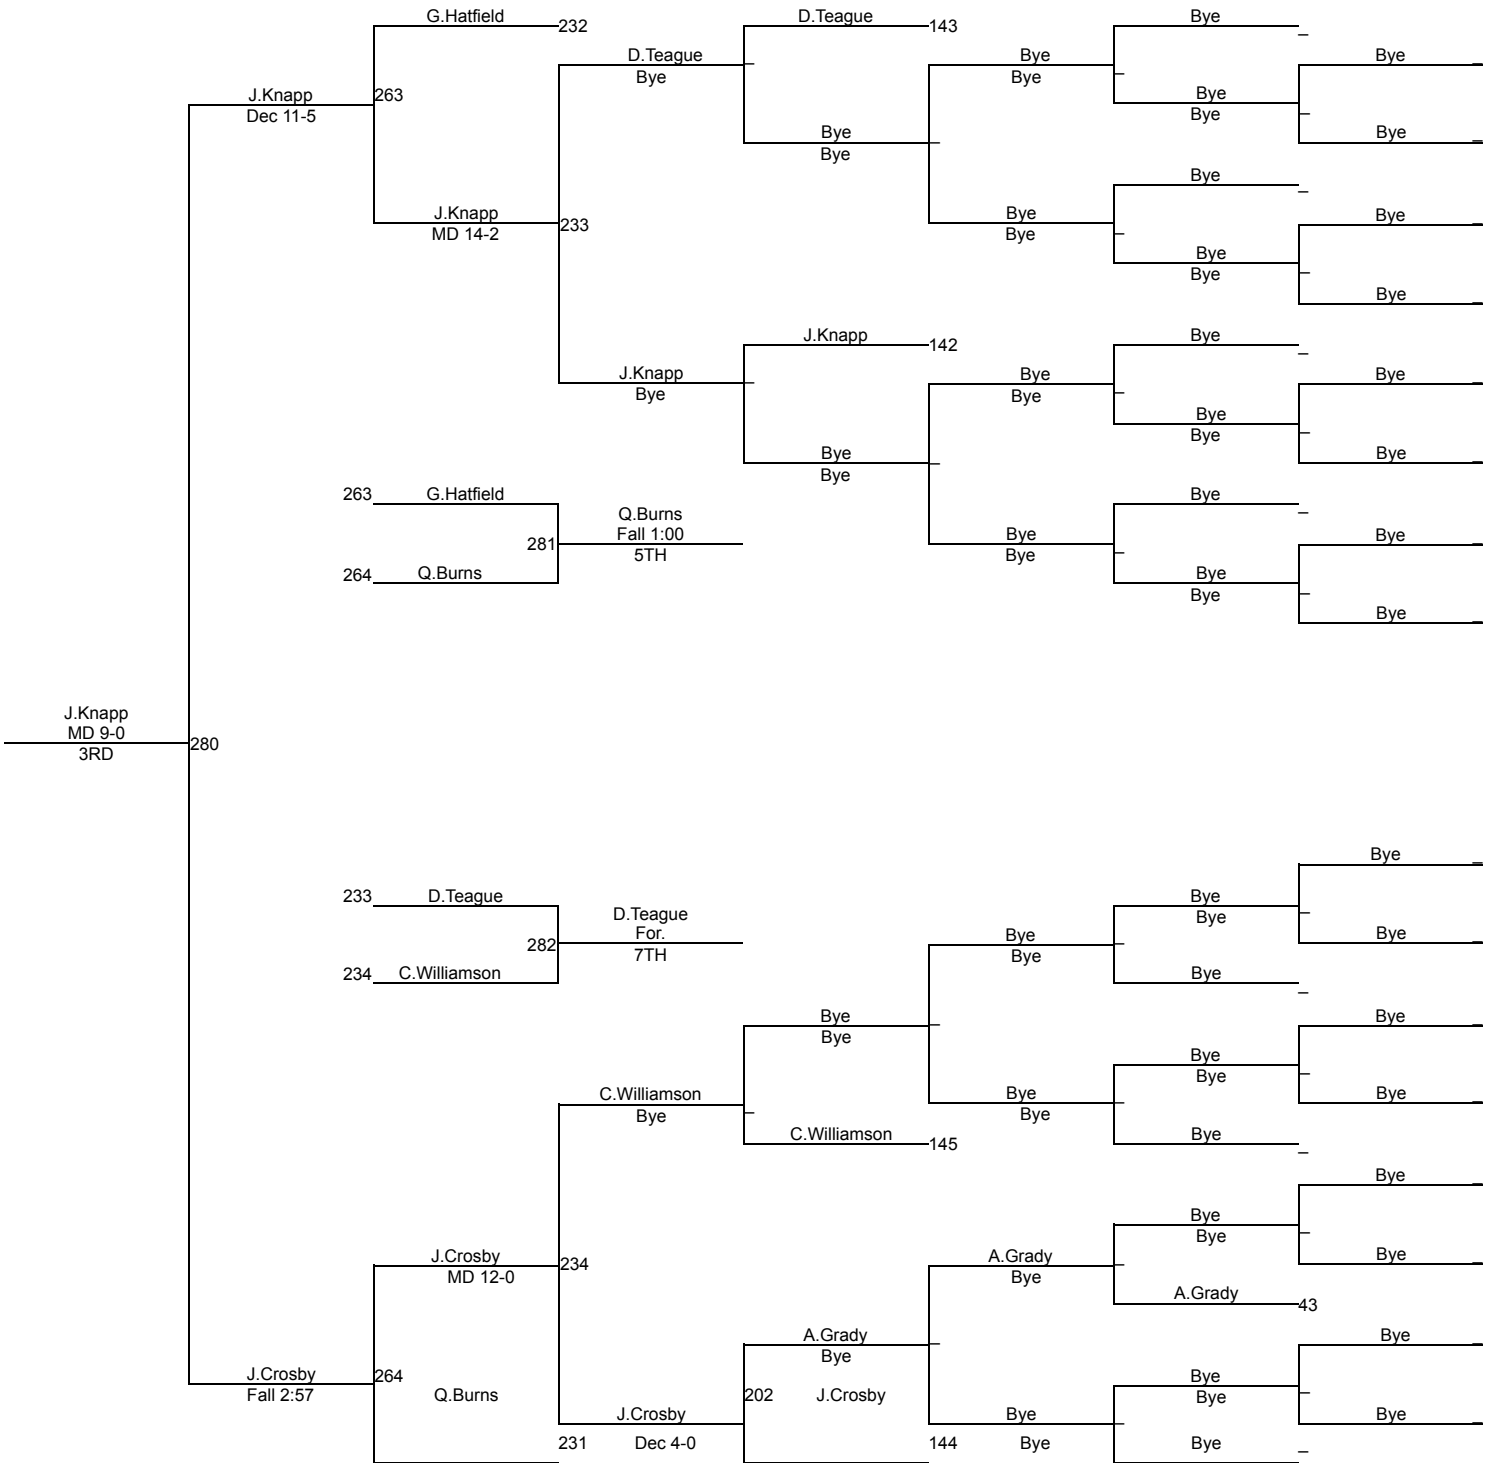 G.Hatfield
232
D.Teague
143
Bye
D.Teague
Bye
Bye
Bye
Bye
J.Knapp
Dec 11-5
263
Bye
Bye
Bye
Bye
Bye
Bye
J.Knapp
MD 14-2
233
Bye
Bye
Bye
Bye
Bye
Bye
J.Knapp
142
Bye
J.Knapp
Bye
Bye
Bye
Bye
Bye
Bye
Bye
Bye
Bye
263
G.Hatfield
281
264
Q.Burns
Q.Burns
Fall 1:00
5TH
Bye
Bye
Bye
Bye
Bye
Bye
Bye
J.Knapp
MD 9-0
3RD
280
Bye
233
D.Teague
282
234
C.Williamson
D.Teague
For.
7TH
Bye
Bye
Bye
Bye
Bye
Bye
Bye
Bye
Bye
C.Williamson
Bye
C.Williamson
145
Bye
Bye
Bye
Bye
Bye
Bye
Bye
J.Crosby
MD 12-0
234
A.Grady
Bye
Bye
Bye
Bye
A.Grady
43
A.Grady
Bye
Bye
J.Crosby
Fall 2:57
264
Q.Burns
202
J.Crosby
Bye
Bye
J.Crosby
Dec 4-0
231
144
Bye
Bye
Bye
Bye